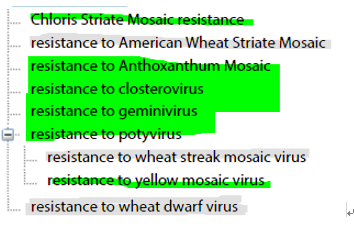 Chloris Striate Mosaic resistance
resistance to American Wheat Striate Mosaic
resistance to Anthoxanthum Mosaic
resistance to closterovirus
resistance to geminivirus
resistance to potyvirus
resistance to wheat streak mosaic virus
resistance to yellow mosaic virus
resistance to wheat dwarf virus